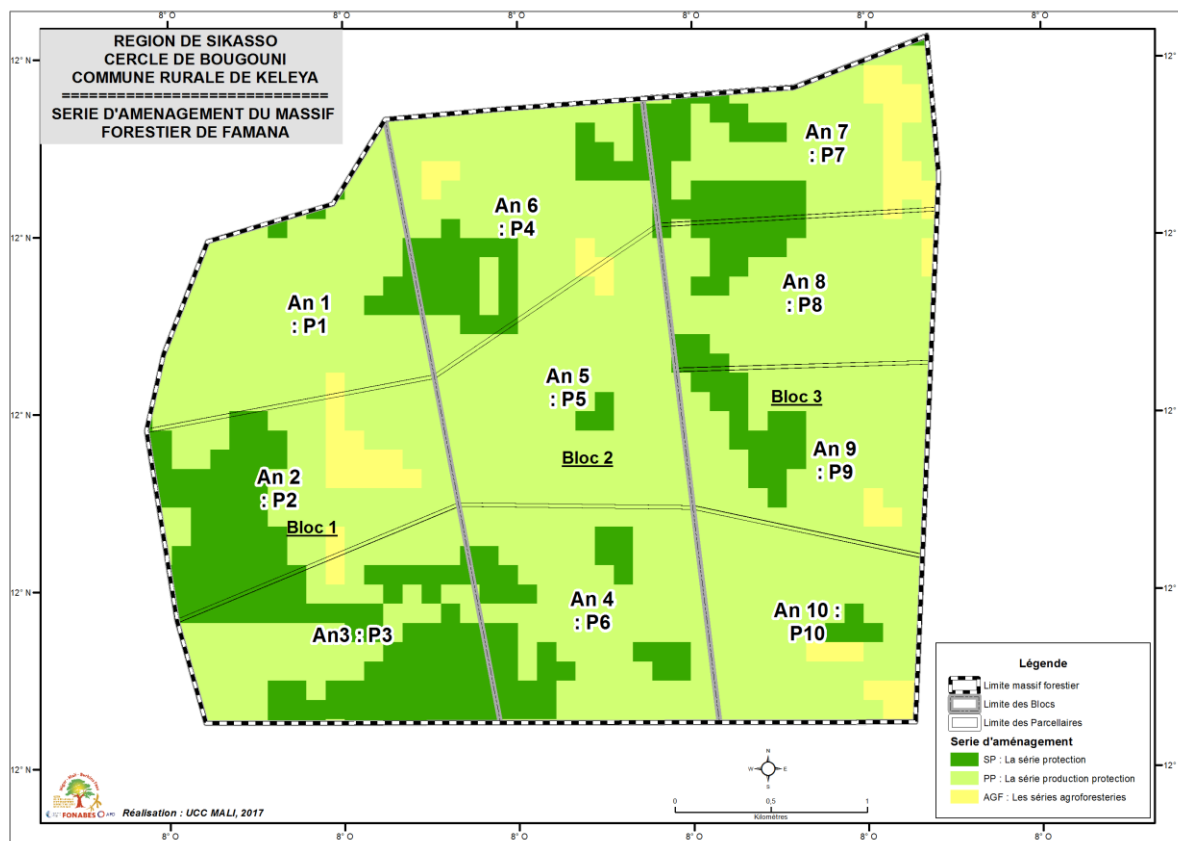 8° O
8° O
8° O
8° O
8° O
8° O
REGION DE SIKASSO
CERCLE DE BOUGOUNI
COMMUNE RURALE DE KELEYA
============================
SERIE D'AMENAGEMENT DU MASSIF
FORESTIER DE FAMANA
12° N
12°
An 7
: P7
An 6
: P4
12° N
12°
An 8
: P8
An 1
: P1
An 5
: P5
Bloc 3
12° N
12°
An 9
: P9
Bloc 2
An 2
: P2
Bloc 1
12° N
12°
An 4
: P6
An 10 :
P10
An3 : P3
Légende
Limite massif forestier
Limite des Blocs
Limite des Parcellaires
Serie d'aménagement
SP : La série protection
PP : La série production protection
AGF : Les séries agroforesteries
12° N
12°
N
W
E
S
0
0,5
1
Kilomètres
FONABES
Réalisation : UCC MALI, 2017
8° O
8° O
8° O
8° O
8° O
8° O